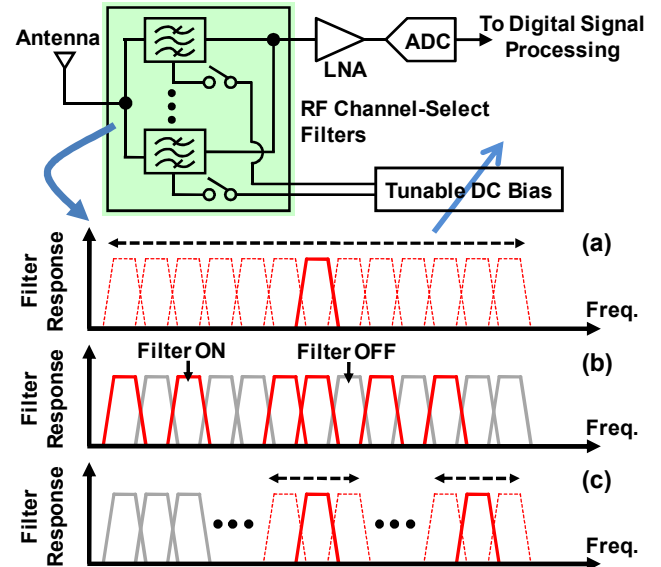 Antenna
LNA
ADC
To Digital Signal
Processing
RF Channel-Select
Filters
Tunable DC Bias
(a)
Filter
Response
Freq.
(b)
Filter ON
Filter OFF
Filter
Response
Freq.
(c)
Filter
Response
Freq.